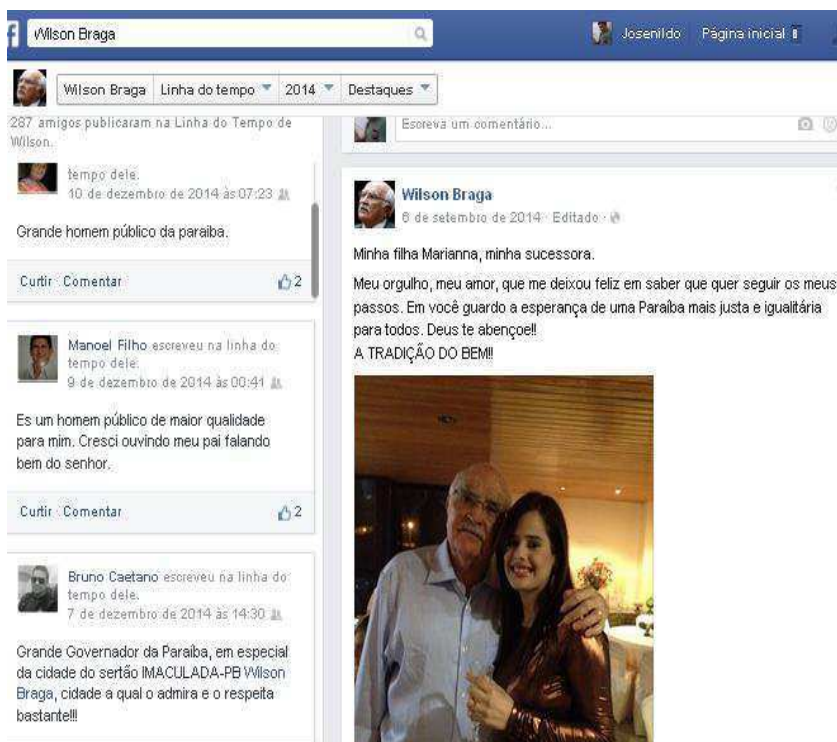 f Wilson Braga
Josenildo Página inicial
Wilson Braga Linha do tempo 2014 Destaques
287 amigos publicaram na Linha do Tempo de
Wilson.
tempo dele.
10 de dezembro de 2014 às 07:23
Grande homem público da paraiba.
Curtir · Comentar 2
Manoel Filho escreveu na linha do
tempo dele.
9 de dezembro de 2014 às 00:41
Es um homem público de maior qualidade
para mim. Cresci ouvindo meu pai falando
bem do senhor.
Curtir · Comentar 2
Bruno Caetano escreveu na linha do
tempo dele.
7 de dezembro de 2014 às 14:30
Grande Governador da Paraiba, em especial
da cidade do sertão IMACULADA-PB Wilson
Braga, cidade a qual o admira e o respeita
bastante!!!
Escreva um comentário...
Wilson Braga
6 de setembro de 2014 · Editado ·
Minha filha Marianna, minha sucessora.
Meu orgulho, meu amor, que me deixou feliz em saber que quer seguir os meus
passos. Em você guardo a esperança de uma Paraíba mais justa e igualitária
para todos. Deus te abençoe!!
A TRADIÇÃO DO BEM!!